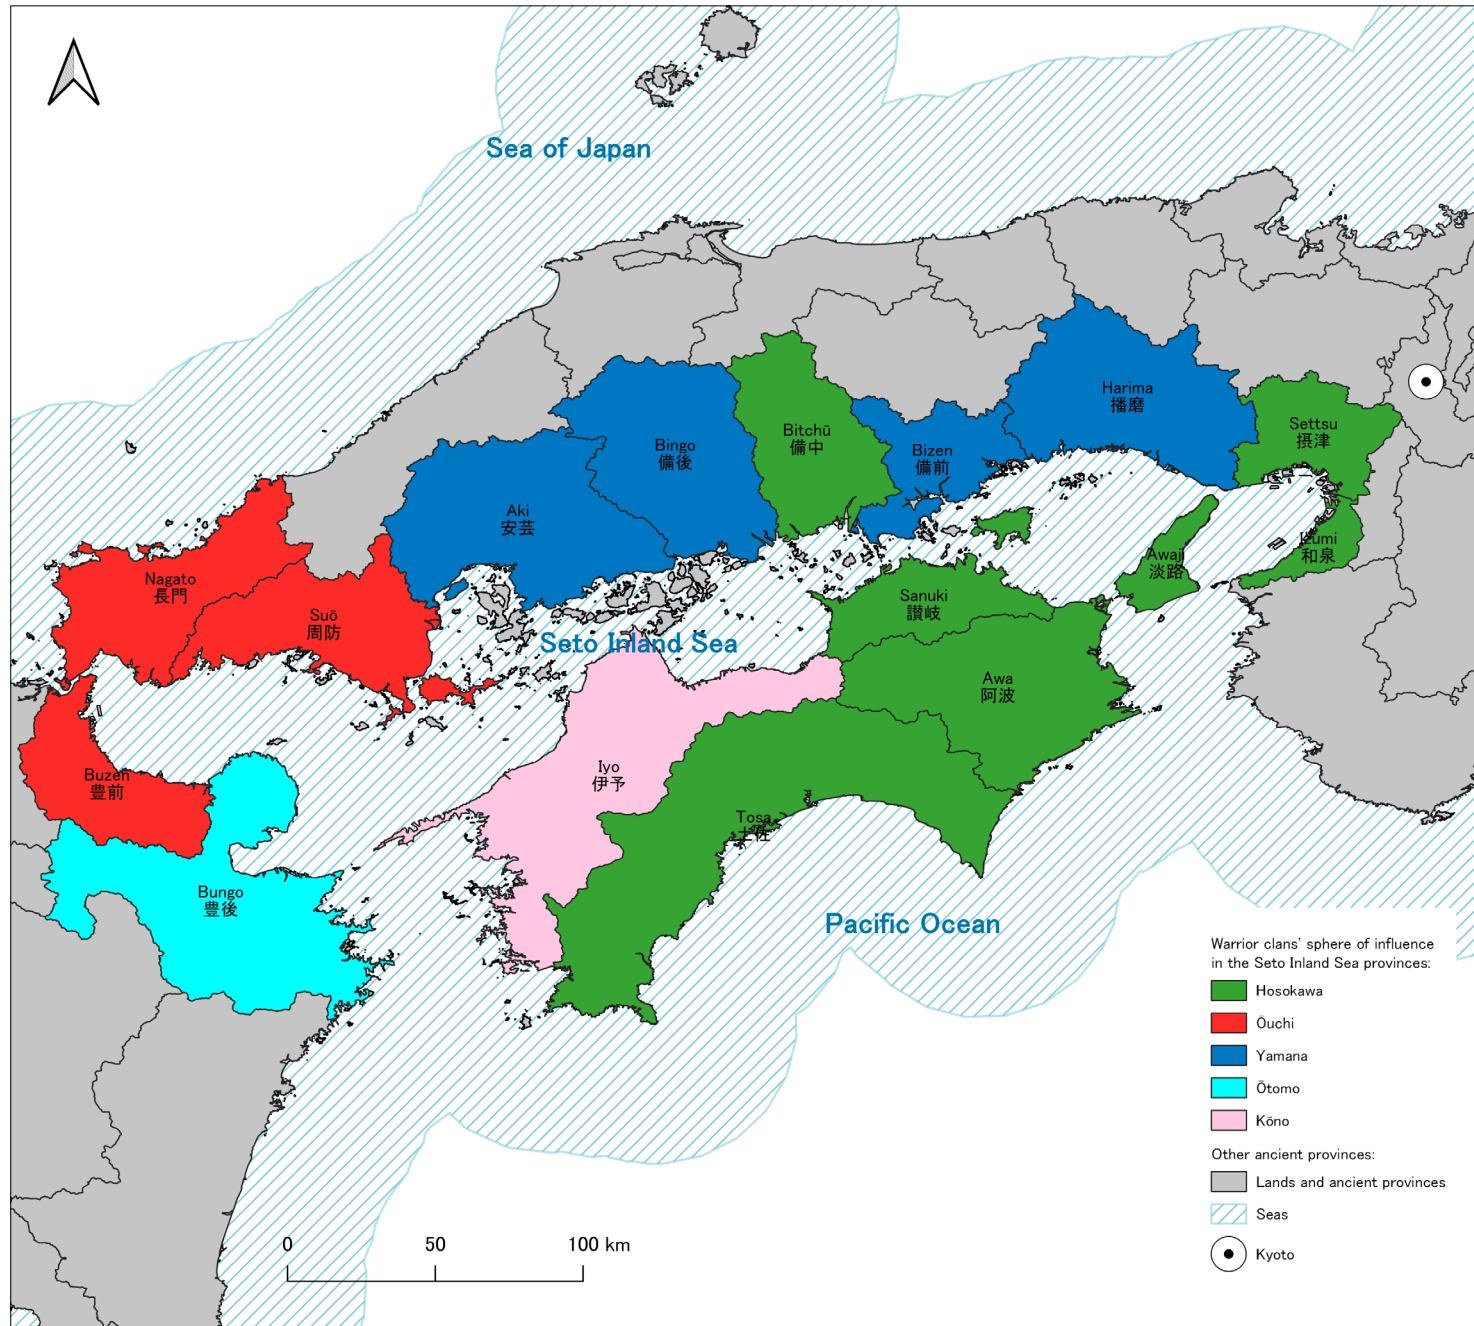 Sea of Japan
Harima
播磨
Settsu
摂津
Bitchū
備中
Bingo
備後
Bizen
備前
Aki
安芸
Izumi
和泉
Awaji
淡路
Nagato
長門
Sanuki
讃岐
Suō
周防
Seto Inland Sea
Awa
阿波
Iyo
伊予
Buzen
豊前
Tosa
土佐
Bungo
豊後
Pacific Ocean
Warrior clans' sphere of influence
in the Seto Inland Sea provinces:
Hosokawa
Ōuchi
Yamana
Ōtomo
Kōno
Other ancient provinces:
Lands and ancient provinces
Seas
Kyoto
0 50 100 km